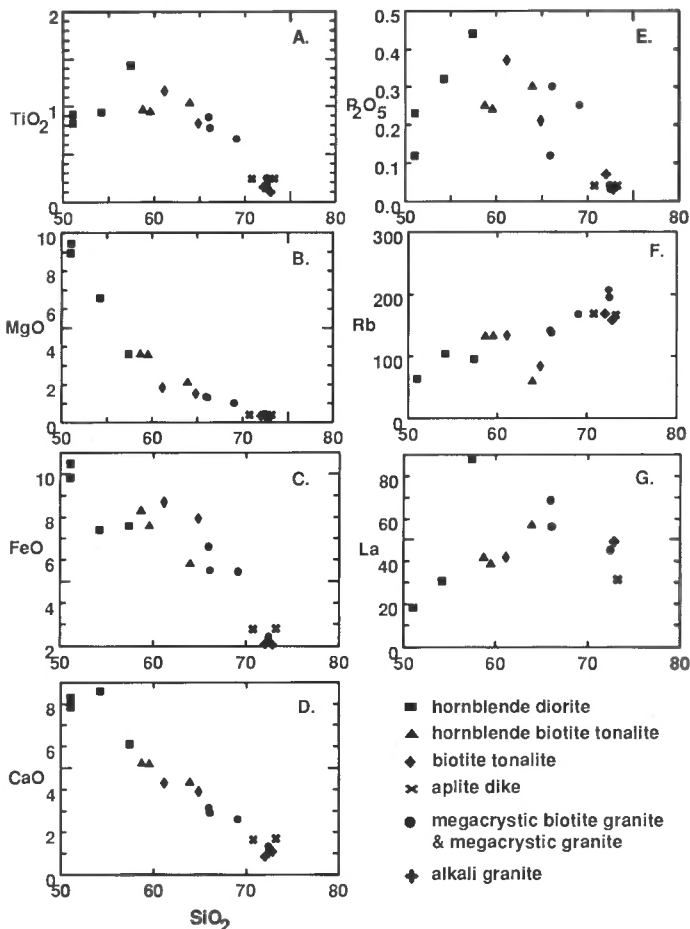 A.
2
1
0
TiO2
50 60 70 80
B.
10
8
6
4
2
0
MgO
50 60 70 80
C.
10
8
6
4
2
FeO
50 60 70 80
D.
8
6
4
2
0
CaO
50 60 70 80
SiO2
E.
0.5
0.4
0.3
0.2
0.1
0.0
P2O5
50 60 70 80
F.
300
200
100
0
Rb
50 60 70 80
G.
80
60
40
20
0
La
50 60 70 80
hornblende diorite
hornblende biotite tonalite
biotite tonalite
aplite dike
megacrystic biotite granite
& megacrystic granite
alkali granite